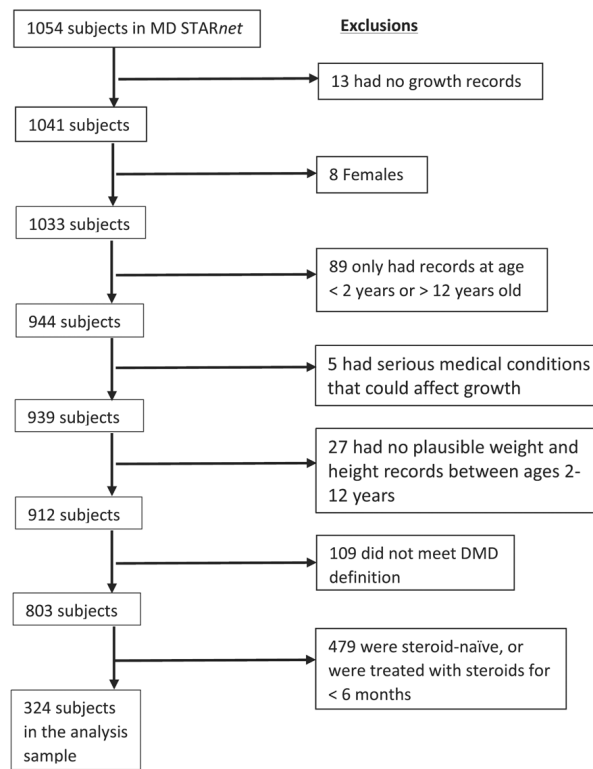 1054 subjects in MD STARnet
Exclusions
13 had no growth records
1041 subjects
8 Females
1033 subjects
89 only had records at age
< 2 years or > 12 years old
944 subjects
5 had serious medical conditions
that could affect growth
939 subjects
27 had no plausible weight and
height records between ages 2-
12 years
912 subjects
109 did not meet DMD
definition
803 subjects
479 were steroid-naïve, or
were treated with steroids for
< 6 months
324 subjects
in the analysis
sample